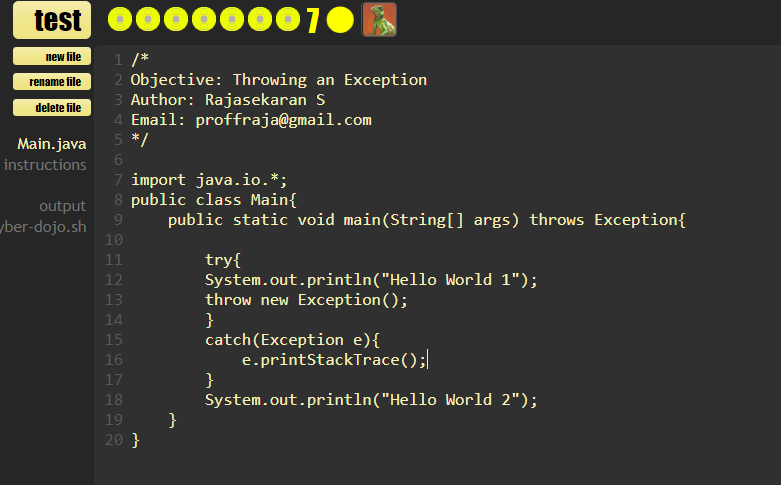 test
7
new file
rename file
delete file
Main.java
instructions
output
yber-dojo.sh
1 /*
2 Objective: Throwing an Exception
3 Author: Rajasekaran S
4 Email: proffraja@gmail.com
5 */
6
7 import java.io.*;
8 public class Main{
9 public static void main(String[] args) throws Exception{
10
11 try{
12 System.out.println("Hello World 1");
13 throw new Exception();
14 }
15 catch(Exception e){
16 e.printStackTrace();
17 }
18 System.out.println("Hello World 2");
19 }
20 }